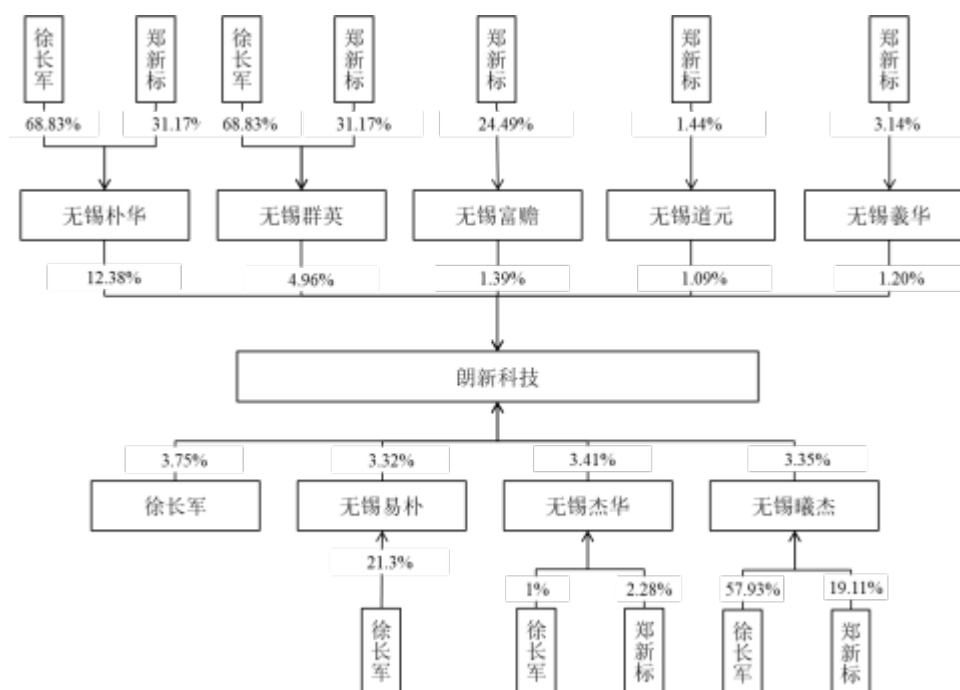 徐长军 郑新标 徐长军 郑新标 郑新标 郑新标 郑新标
68.83% 31.17% 68.83% 31.17% 24.49% 1.44% 3.14%
无锡朴华 无锡群英 无锡富赡 无锡道元 无锡羲华
12.38% 4.96% 1.39% 1.09% 1.20%
朗新科技
3.75% 3.32% 3.41% 3.35%
徐长军 无锡易朴 无锡杰华 无锡曦杰
21.3%
1% 2.28% 57.93% 19.11%
徐长军 徐长军 郑新标 徐长军 郑新标